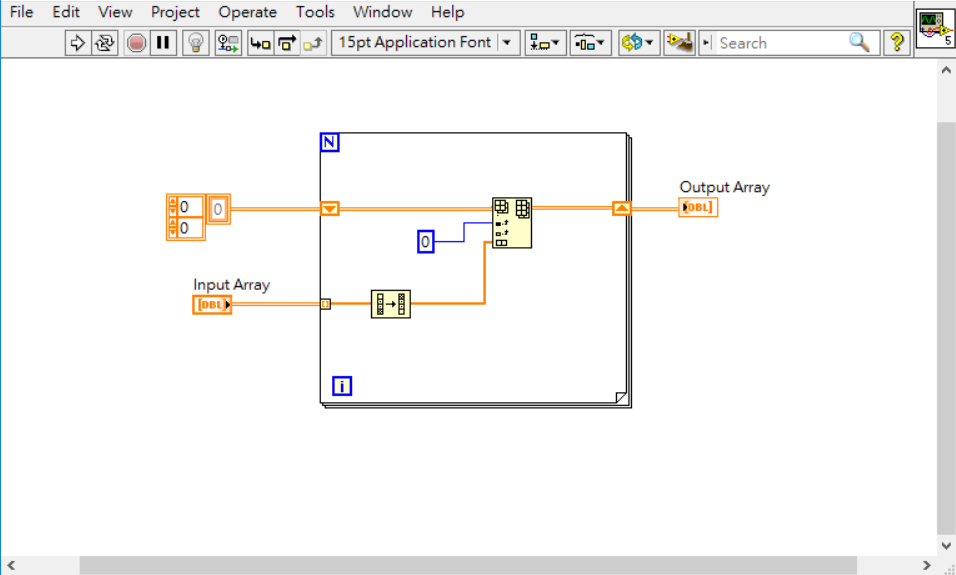 File Edit View Project Operate Tools Window Help
15pt Application Font Search ? 5
N
Output Array
0 0 [DBL]
0 0
Input Array
[DBL]
i